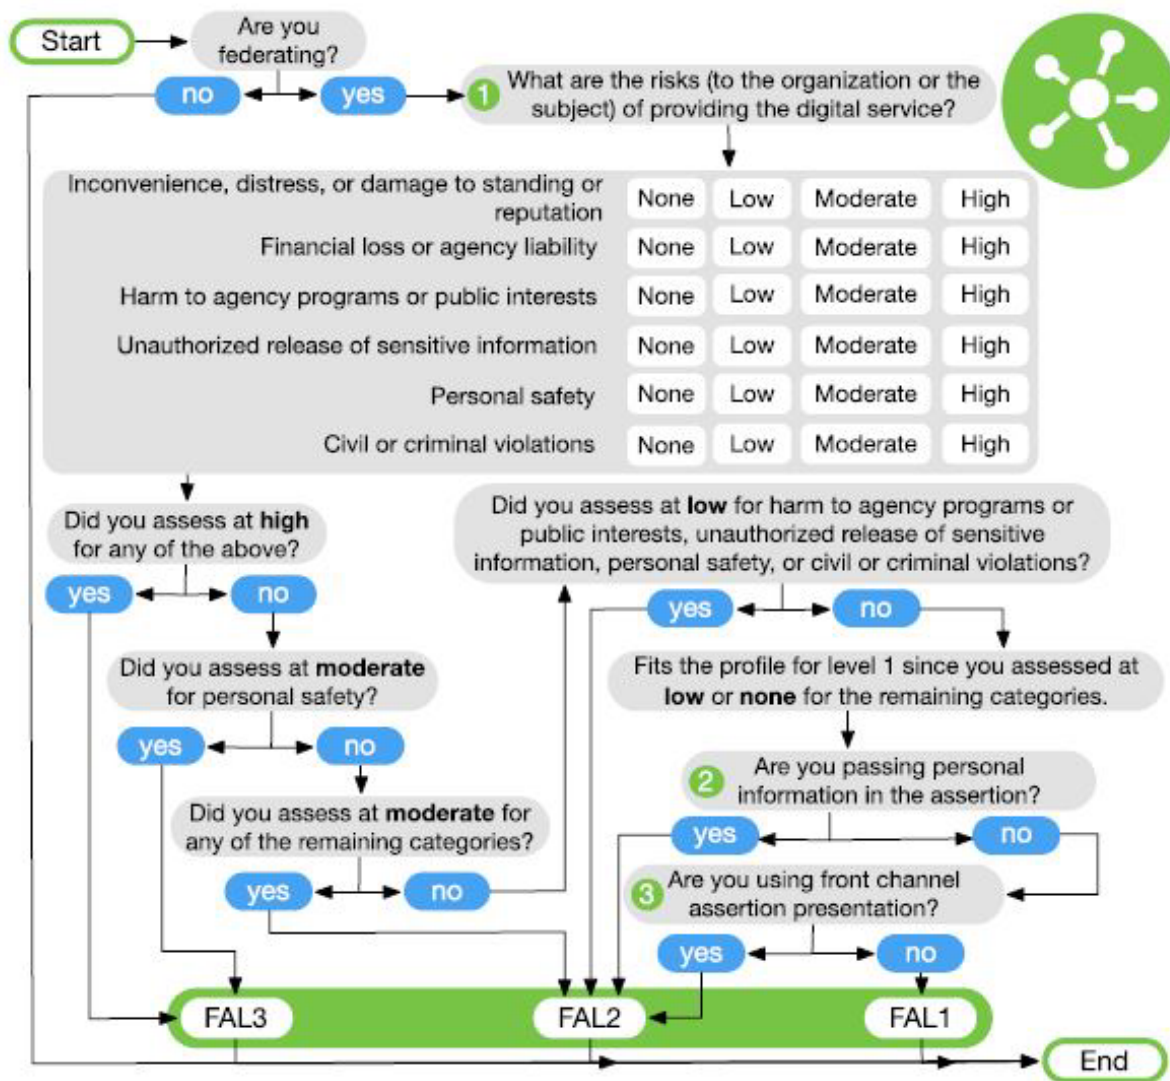 Start
Are you
federating?
no
yes
1 What are the risks (to the organization or the
subject) of providing the digital service?
Inconvenience, distress, or damage to standing or
reputation
None Low Moderate High
Financial loss or agency liability None Low Moderate High
Harm to agency programs or public interests None Low Moderate High
Unauthorized release of sensitive information None Low Moderate High
Personal safety None Low Moderate High
Civil or criminal violations None Low Moderate High
Did you assess at high
for any of the above?
yes
no
Did you assess at moderate
for personal safety?
yes
no
Did you assess at moderate for
any of the remaining categories?
yes
no
Did you assess at low for harm to agency programs or
public interests, unauthorized release of sensitive
information, personal safety, or civil or criminal violations?
yes
no
Fits the profile for level 1 since you assessed at
low or none for the remaining categories.
2 Are you passing personal
information in the assertion?
yes
no
3 Are you using front channel
assertion presentation?
yes
no
FAL3
FAL2
FAL1
End